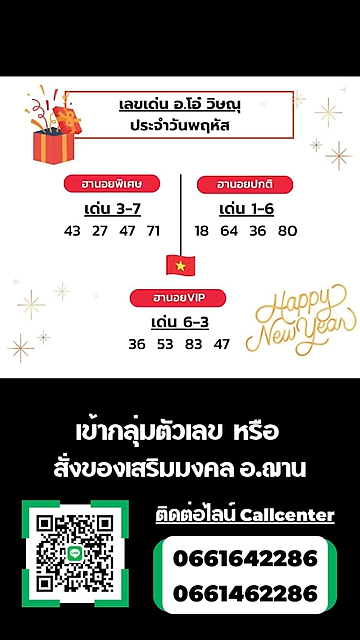 เลขเด่น อ.โอ๋ วิษณุ
ประจำวันพฤหัส
ฮานอยพิเศษ
เด่น 3-7
43 27 47 71
ฮานอยปกติ
เด่น 1-6
18 64 36 80
ฮานอยVIP
เด่น 6-3
36 53 83 47
Happy
New Year
เข้ากลุ่มตัวเลข หรือ
สั่งของเสริมมงคล อ.ฌาน
ติดต่อไลน์ Callcenter
0661642286
0661462286